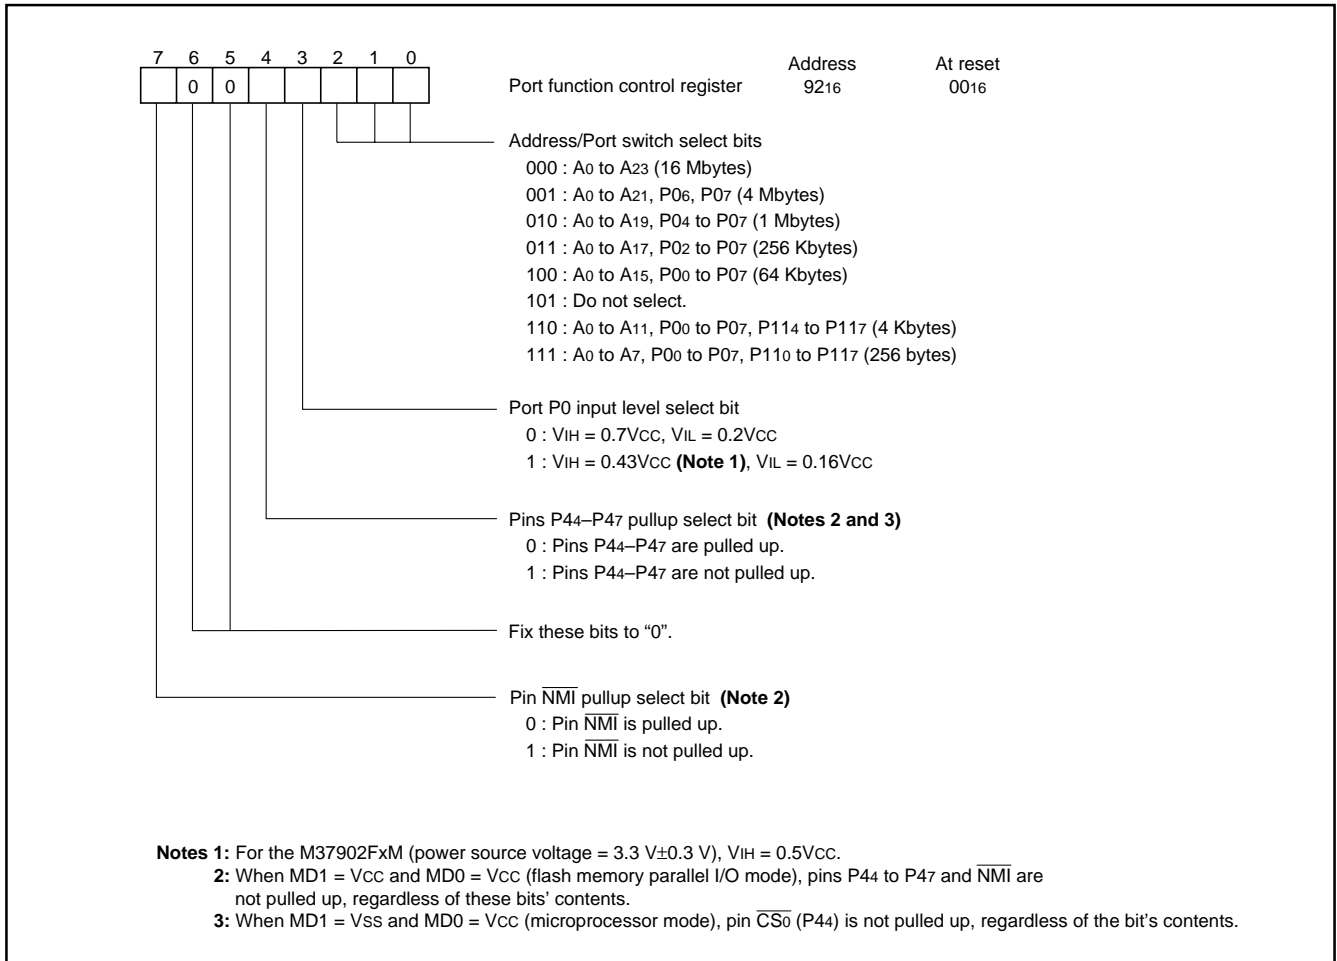 7 6 5 4 3 2 1 0
0 0
Address At reset
Port function control register 9216 0016
Address/Port switch select bits
000 : A0 to A23 (16 Mbytes)
001 : A0 to A21, P06, P07 (4 Mbytes)
010 : A0 to A19, P04 to P07 (1 Mbytes)
011 : A0 to A17, P02 to P07 (256 Kbytes)
100 : A0 to A15, P00 to P07 (64 Kbytes)
101 : Do not select.
110 : A0 to A11, P00 to P07, P114 to P117 (4 Kbytes)
111 : A0 to A7, P00 to P07, P110 to P117 (256 bytes)
Port P0 input level select bit
0 : VIH = 0.7VCC, VIL = 0.2VCC
1 : VIH = 0.43VCC (Note 1), VIL = 0.16VCC
Pins P44–P47 pullup select bit (Notes 2 and 3)
0 : Pins P44–P47 are pulled up.
1 : Pins P44–P47 are not pulled up.
Fix these bits to “0”.
Pin NMI pullup select bit (Note 2)
0 : Pin NMI is pulled up.
1 : Pin NMI is not pulled up.
Notes 1: For the M37902FxM (power source voltage = 3.3 V±0.3 V), VIH = 0.5VCC.
2: When MD1 = VCC and MD0 = VCC (flash memory parallel I/O mode), pins P44 to P47 and NMI are
not pulled up, regardless of these bits’ contents.
3: When MD1 = VSS and MD0 = VCC (microprocessor mode), pin CS0 (P44) is not pulled up, regardless of the bit’s contents.